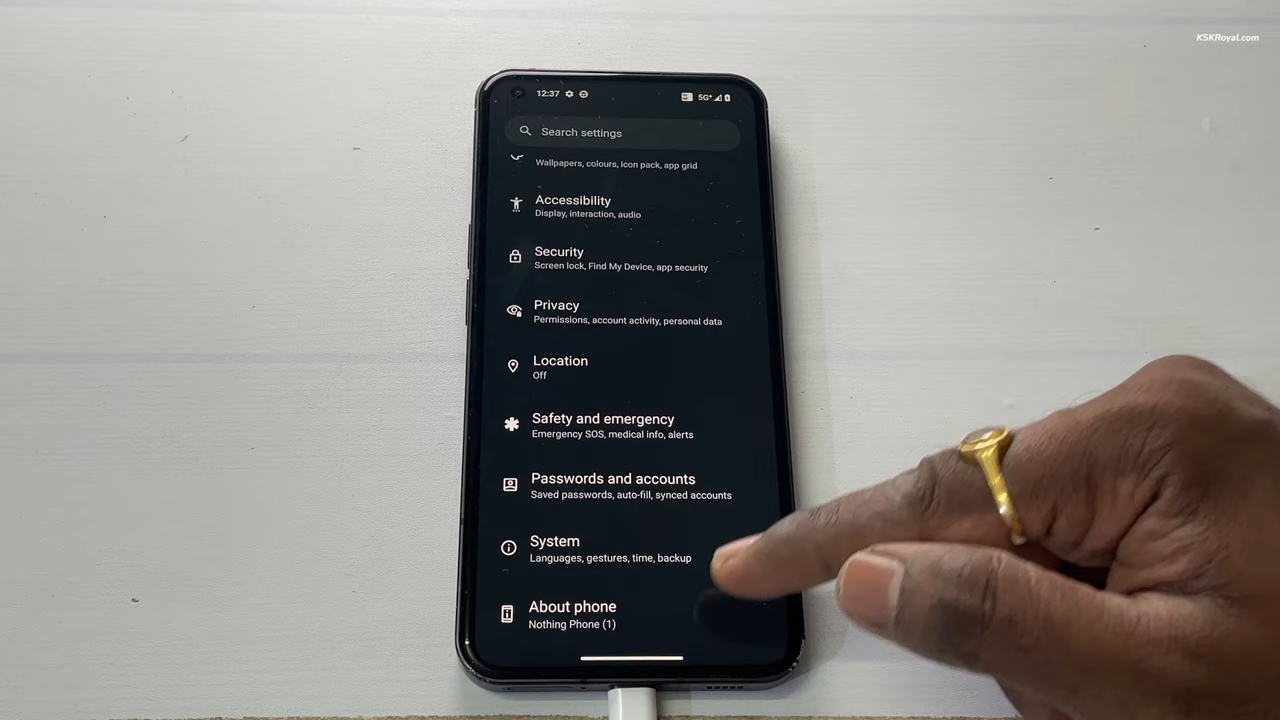 KSKRoyal.com
12:37
5G+
Search settings
Wallpapers, colours, icon pack, app grid
Accessibility
Display, interaction, audio
Security
Screen lock, Find My Device, app security
Privacy
Permissions, account activity, personal data
Location
Off
Safety and emergency
Emergency SOS, medical info, alerts
Passwords and accounts
Saved passwords, auto-fill, synced accounts
System
Languages, gestures, time, backup
About phone
Nothing Phone (1)